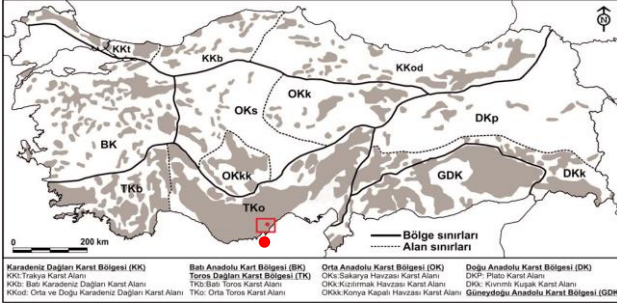 N
KKt
KKb
KKod
OKk
OKs
DKp
BK
OKkk
TKb
TKo
GDK
DKk
0 200 km
Bölge sınırları
Alan sınırları
Karadeniz Dağları Karst Bölgesi (KK)
KKt:Trakya Karst Alanı
KKb: Batı Karadeniz Dağları Karst Alanı
KKod: Orta ve Doğu Karadeniz Dağları Karst Alanı
Batı Anadolu Kart Bölgesi (BK)
Toros Dağları Karst Bölgesi (TK)
TKb:Batı Toros Karst Alanı
TKo: Orta Toros Karst Alanı
Orta Anadolu Karst Bölgesi (OK)
OKs:Sakarya Havzası Karst Alanı
OKk:Kızılırmak Havzası Karst Alanı
OKkk:Konya Kapalı Havzası Karst Alanı
Doğu Anadolu Karst Bölgesi (DK)
DKP: Plato Karst Alanı
DKk: Kıvrımlı Kuşak Karst Alanı
Güneydoğu Anadolu Karst Bölgesi (GDK)